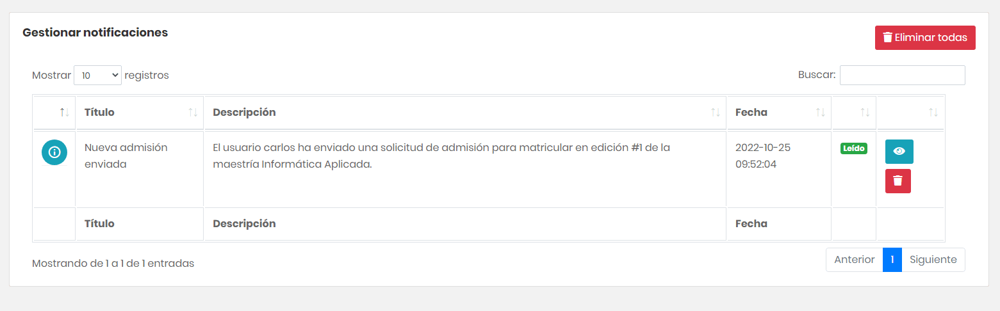 Gestionar notificaciones
Eliminar todas
Mostrar 10 registros
Buscar:
Título Descripción Fecha
Nueva admisión enviada
El usuario carlos ha enviado una solicitud de admisión para matricular en edición #1 de la
maestría Informática Aplicada.
2022-10-25
09:52:04
Leído
Título Descripción Fecha
Mostrando de 1 a 1 de 1 entradas
Anterior 1 Siguiente